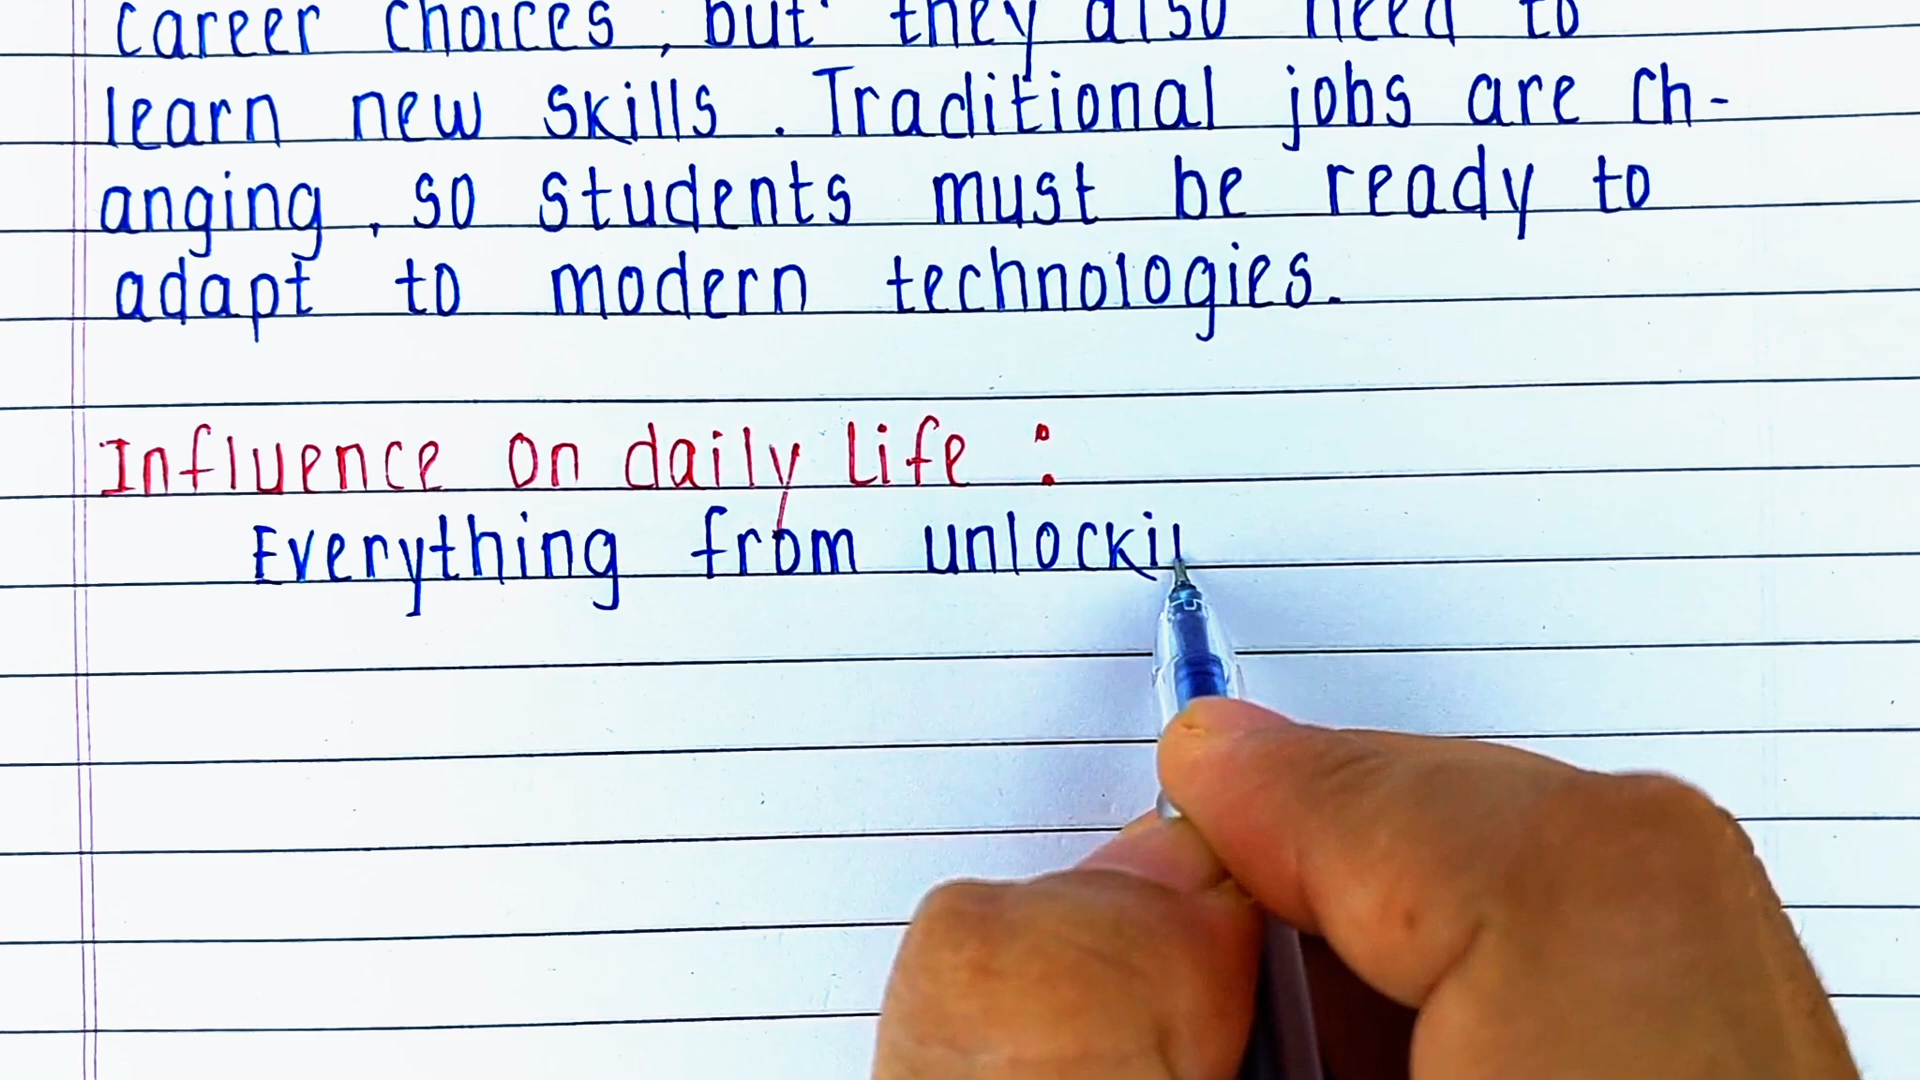 career choices, but they also need to
learn new skills. Traditional jobs are ch-
anging, so students must be ready to
adapt to modern technologies.
Influence on daily life :
Everything from unlocki